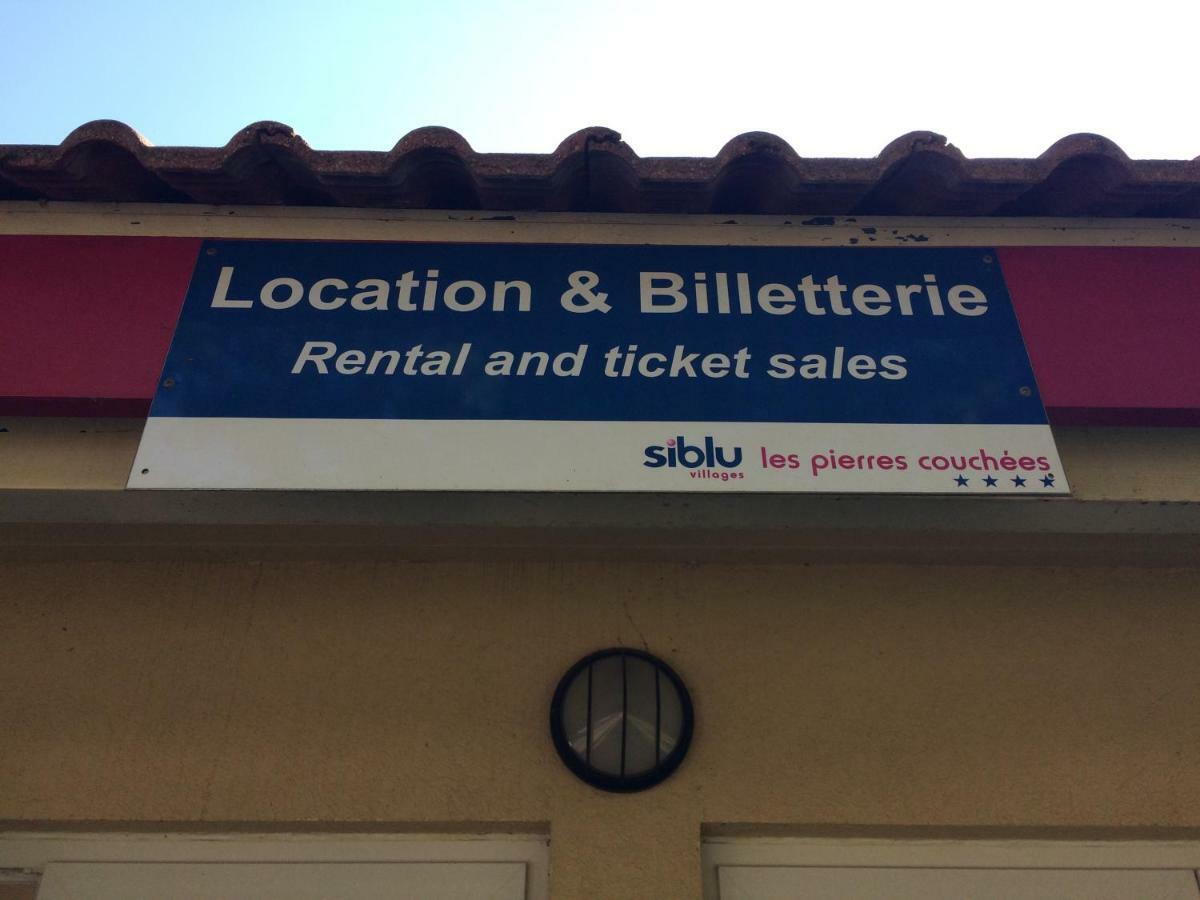 Location & Billetterie
Rental and ticket sales
siblu villages les pierres couchées
★ ★ ★ ★